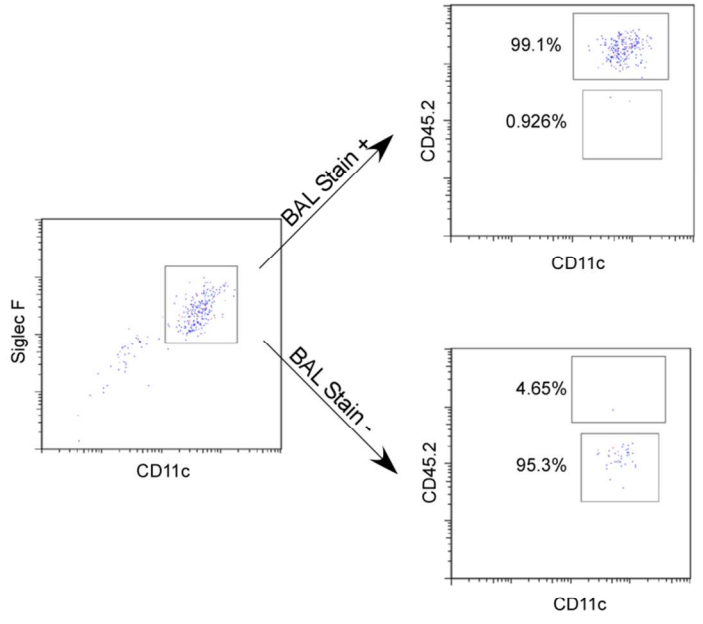 99.1%
0.926%
CD45.2
CD11c
BAL Stain +
Siglec F
CD11c
BAL Stain -
4.65%
95.3%
CD45.2
CD11c